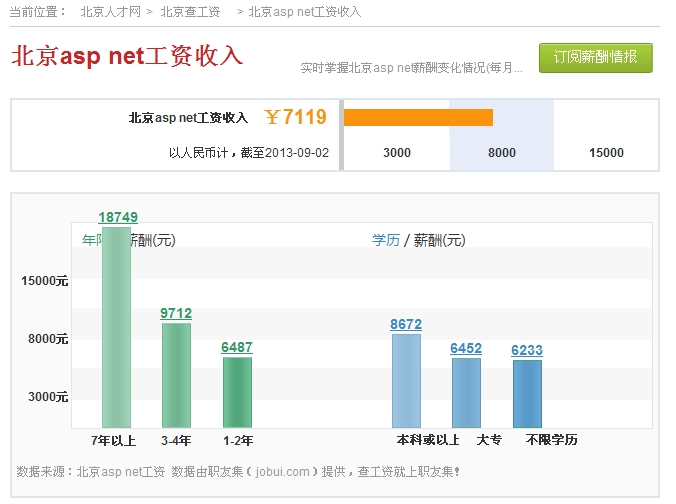 当前位置： 北京人才网 > 北京查工资 > 北京asp net工资收入
北京asp net工资收入
实时掌握北京asp net薪酬变化情况(每月...
订阅薪酬情报
北京asp net工资收入 ￥7119
以人民币计，截至2013-09-02
3000 8000 15000
18749
年 薪酬(元)
学历 / 薪酬(元)
15000元
9712
8672
8000元
6487
6452
6233
3000元
7年以上 3-4年 1-2年
本科或以上 大专 不限学历
数据来源：北京asp net工资 数据由职友集（jobui.com）提供，查工资就上职友集!